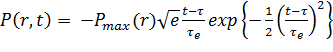 P(r,t) = −P_max(r)√e (t−τ)/τ_e exp{−1/2((t−τ)/τ_e)^2}